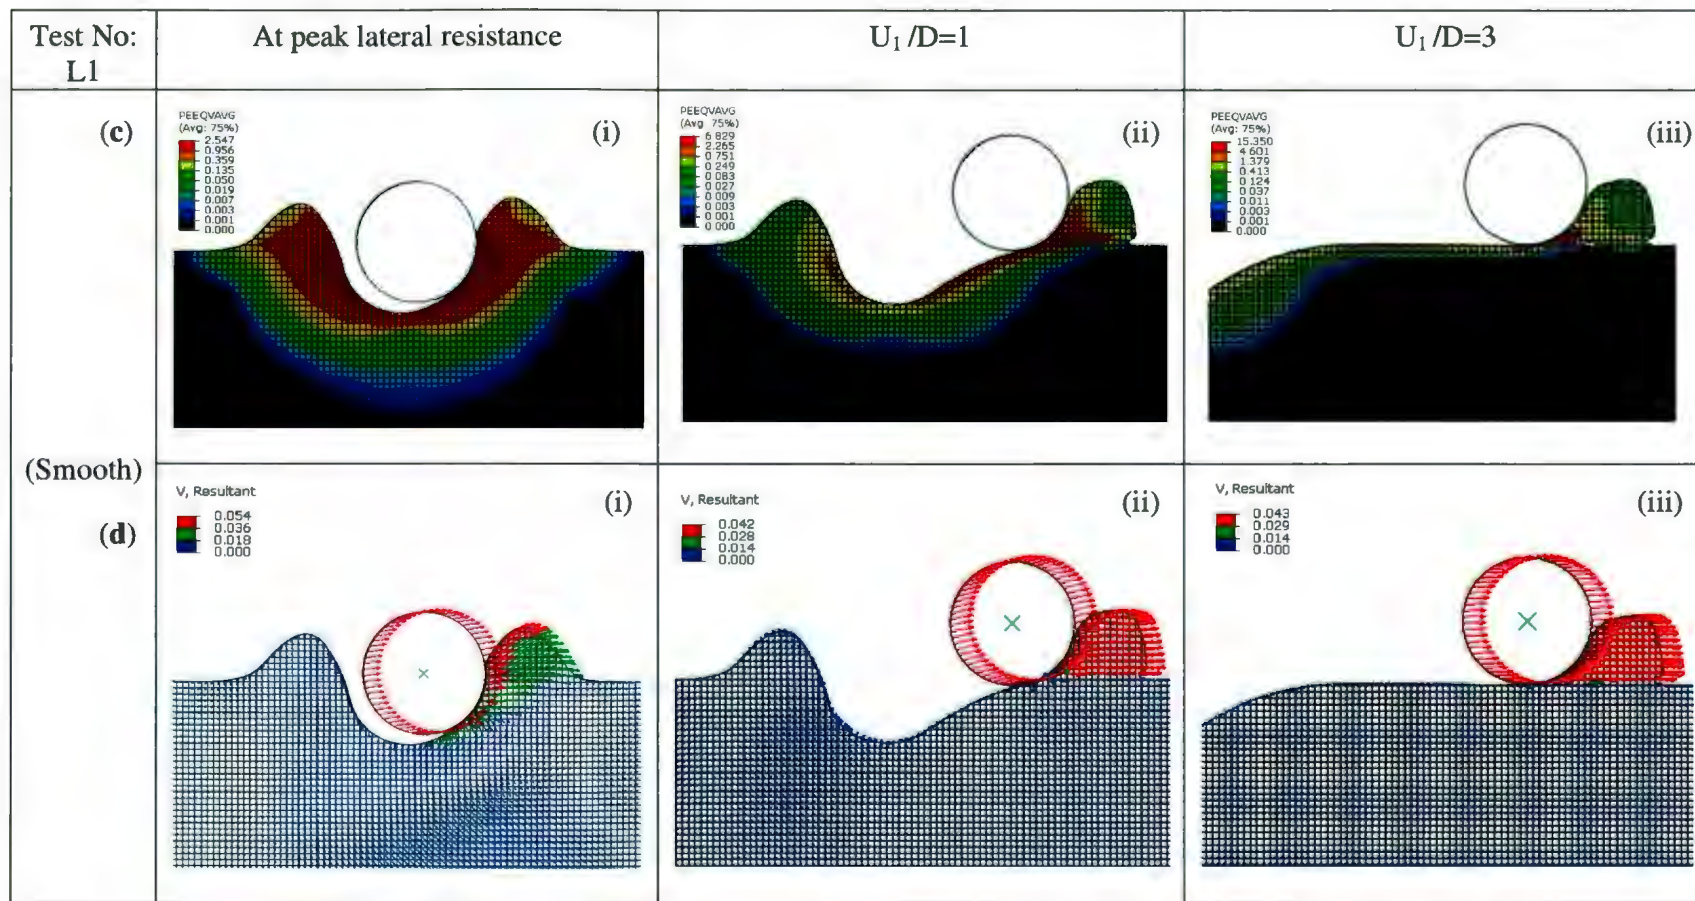 Test No:
L1
At peak lateral resistance
U₁ /D=1
U₁ /D=3
(c)
PEEQVAVG
(Avg: 75%)
2.547
0.956
0.359
0.135
0.050
0.019
0.007
0.003
0.001
0.000
(i)
PEEQVAVG
(Avg: 75%)
6.829
2.265
0.751
0.249
0.083
0.027
0.009
0.003
0.001
0.000
(ii)
PEEQVAVG
(Avg: 75%)
15.350
4.601
1.379
0.413
0.124
0.037
0.011
0.003
0.001
0.000
(iii)
(Smooth)
(d)
V, Resultant
0.054
0.036
0.018
0.000
(i)
V, Resultant
0.042
0.028
0.014
0.000
(ii)
V, Resultant
0.043
0.029
0.014
0.000
(iii)